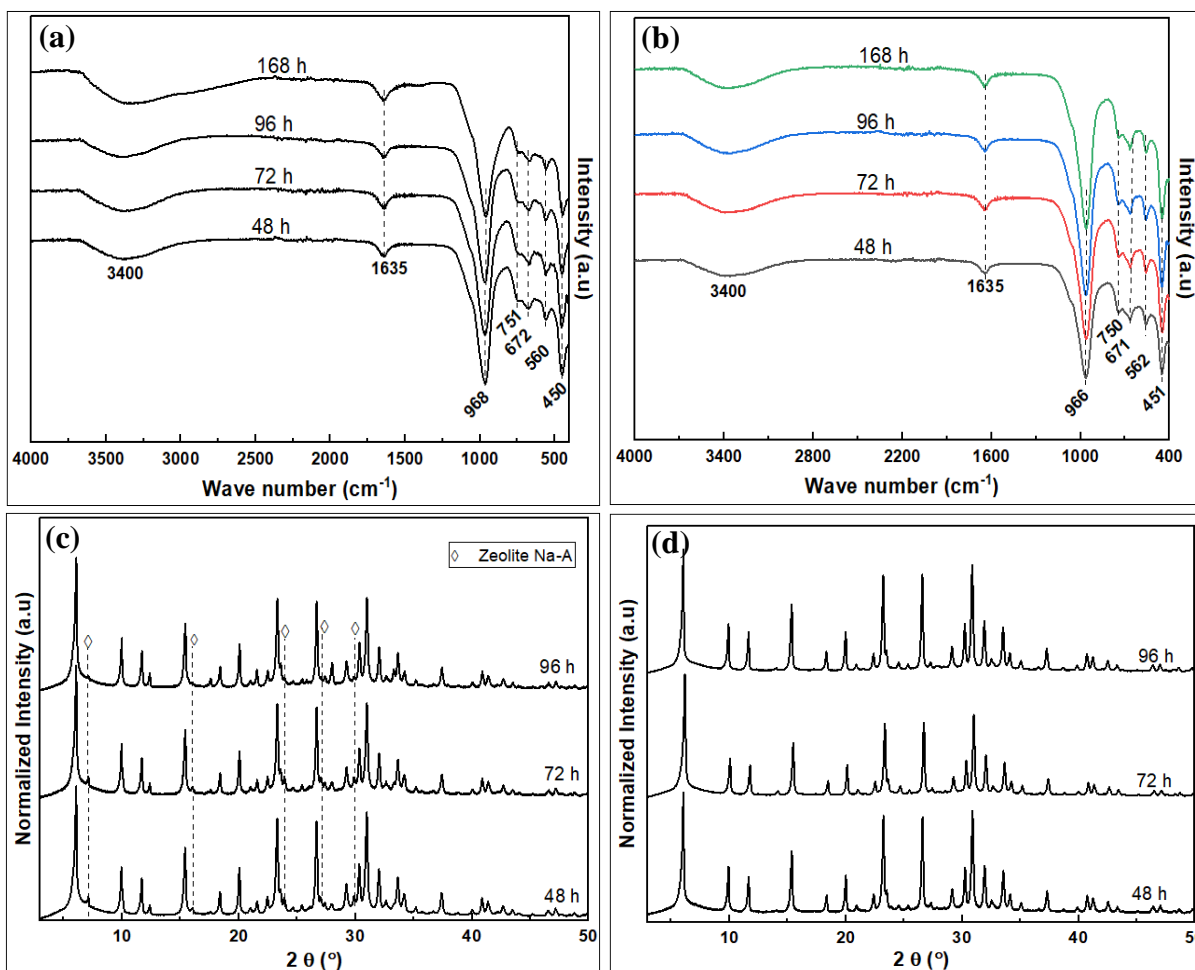 (a)
168 h
96 h
72 h
48 h
3400
1635
968
751
672
560
450
Intensity (a.u)
4000 3500 3000 2500 2000 1500 1000 500
Wave number (cm⁻¹)
(b)
168 h
96 h
72 h
48 h
3400
1635
966
750
671
562
451
Intensity (a.u)
4000 3400 2800 2200 1600 1000 400
Wave number (cm⁻¹)
(c)
◊ Zeolite Na-A
96 h
72 h
48 h
Normalized Intensity (a.u)
10 20 30 40 50
2 θ (°)
(d)
96 h
72 h
48 h
Normalized Intensity (a.u)
10 20 30 40 50
2 θ (°)